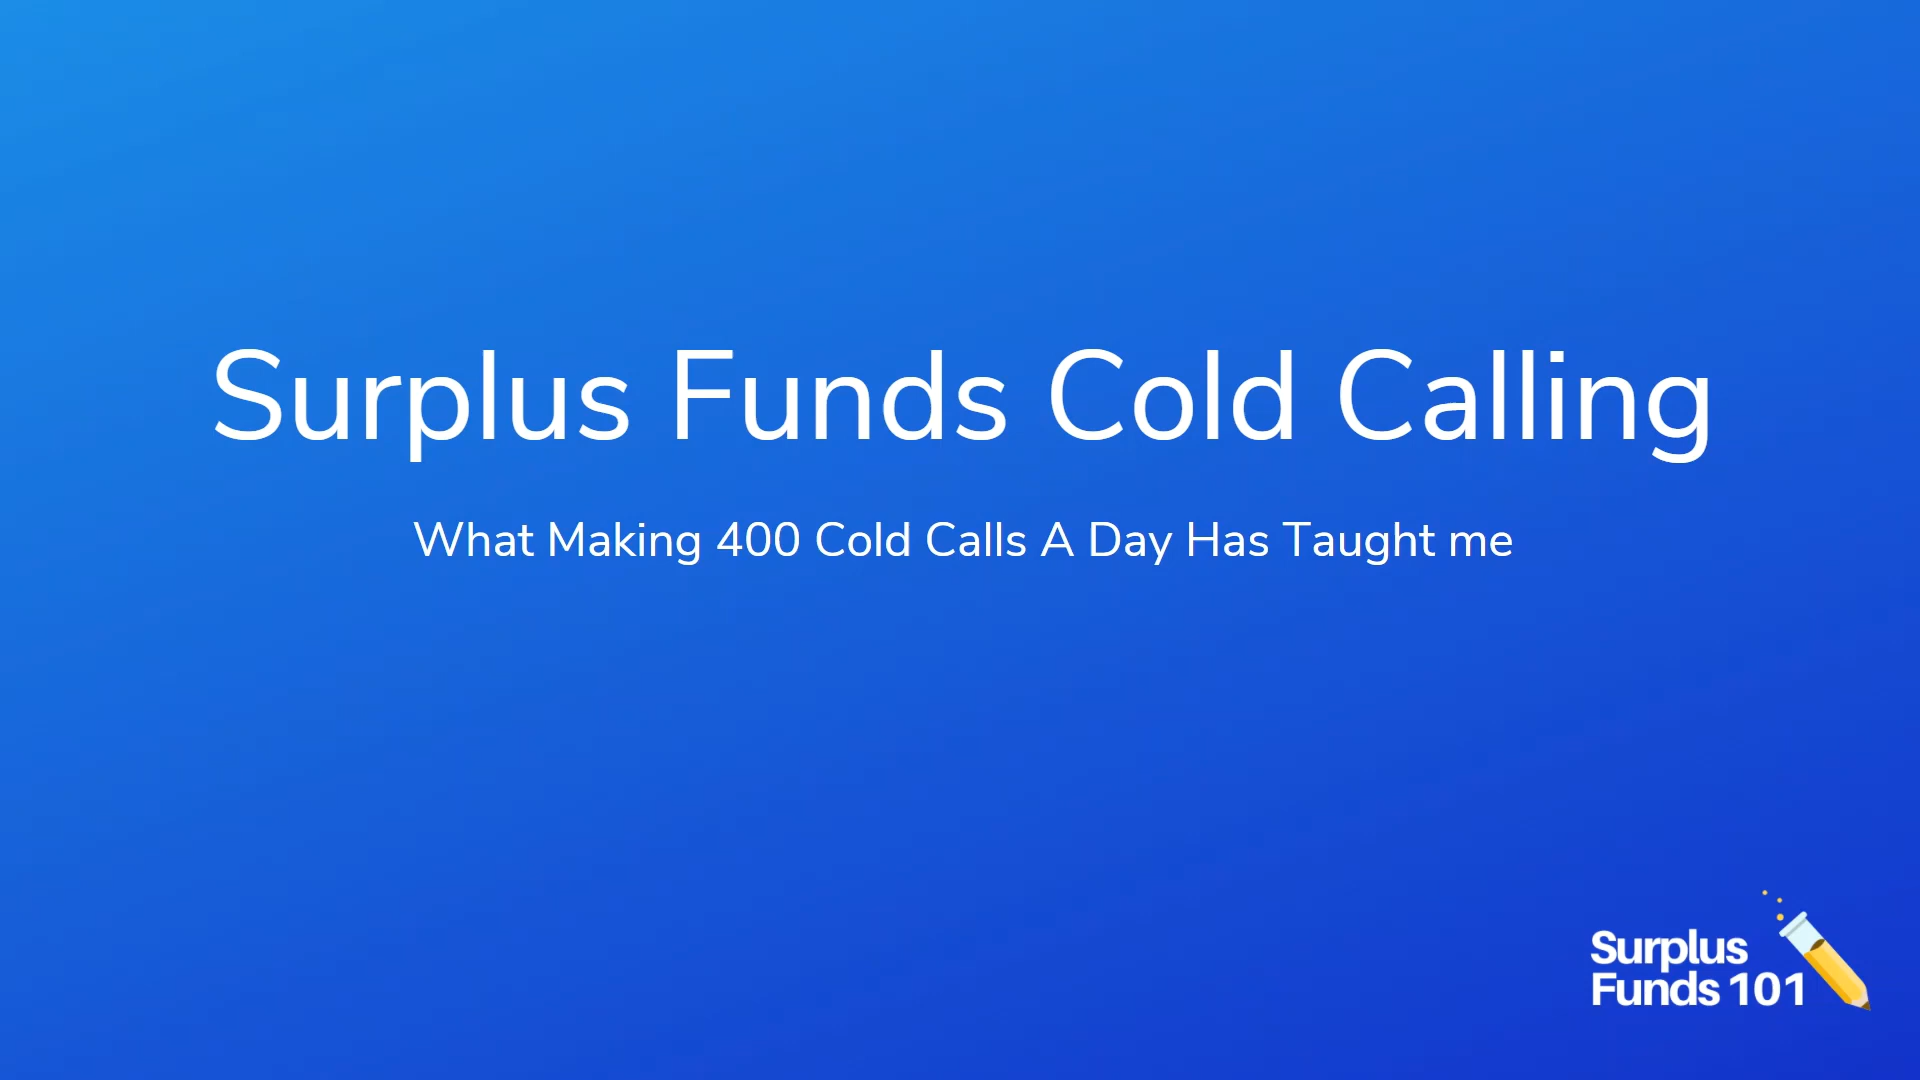 Surplus Funds Cold Calling
What Making 400 Cold Calls A Day Has Taught me
Surplus
Funds 101